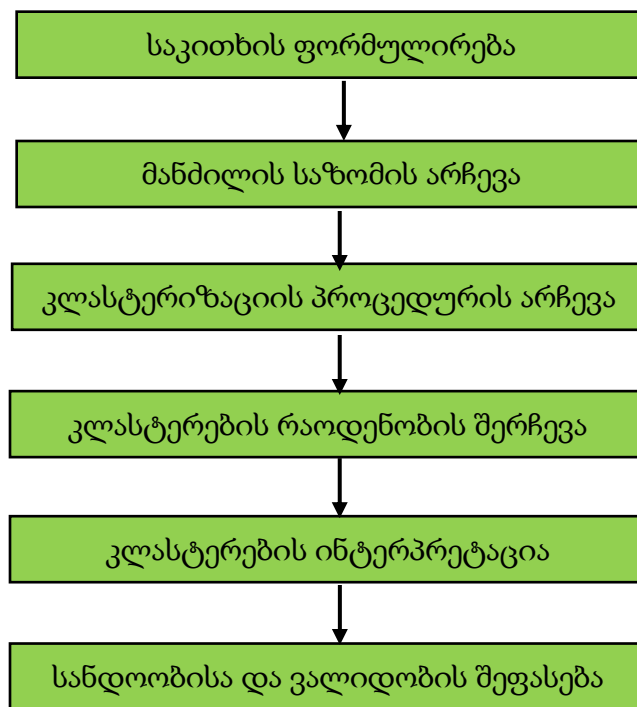 საკითხის ფორმულირება
მანძილის საზომის არჩევა
კლასტერიზაციის პროცედურის არჩევა
კლასტერების რაოდენობის შერჩევა
კლასტერების ინტერპრეტაცია
სანდოობისა და ვალიდობის შეფასება